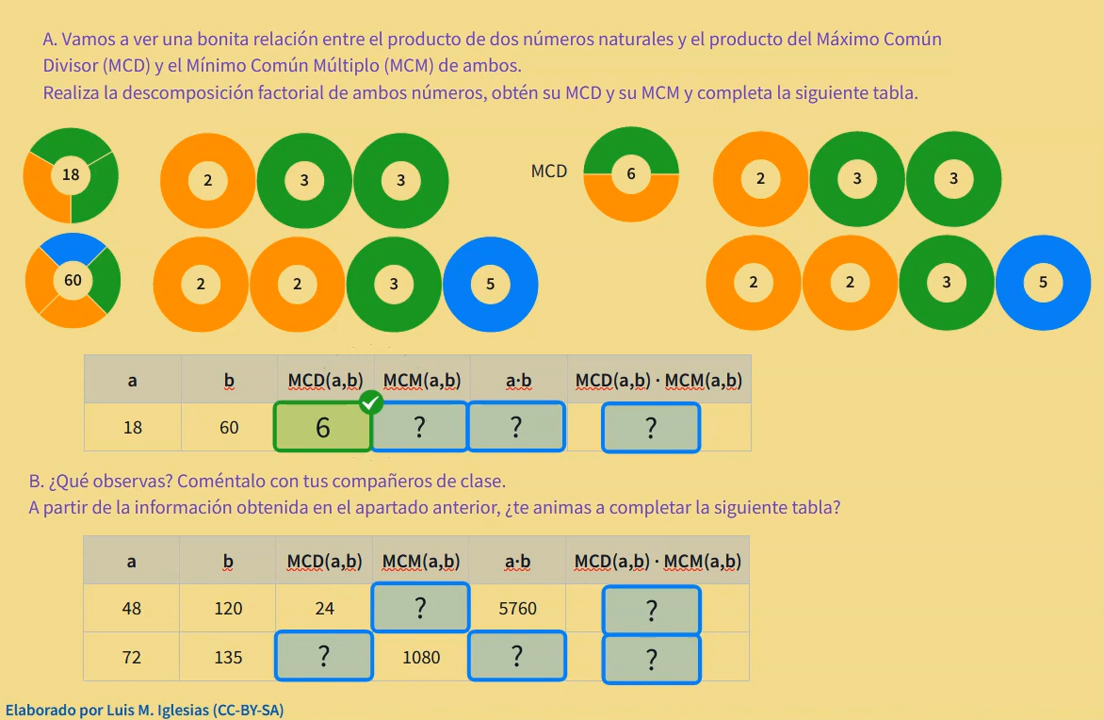 A. Vamos a ver una bonita relación entre el producto de dos números naturales y el producto del Máximo Común
Divisor (MCD) y el Mínimo Común Múltiplo (MCM) de ambos.
Realiza la descomposición factorial de ambos números, obtén su MCD y su MCM y completa la siguiente tabla.
18 2 3 3 MCD 6 2 3 3
60 2 2 3 5 2 2 3 5
a b MCD(a,b) MCM(a,b) a·b MCD(a,b) · MCM(a,b)
18 60 6 ? ? ?
B. ¿Qué observas? Coméntalo con tus compañeros de clase.
A partir de la información obtenida en el apartado anterior, ¿te animas a completar la siguiente tabla?
a b MCD(a,b) MCM(a,b) a·b MCD(a,b) · MCM(a,b)
48 120 24 ? 5760 ?
72 135 ? 1080 ? ?
Elaborado por Luis M. Iglesias (CC-BY-SA)